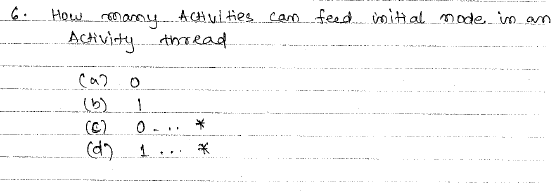 6. How many Activities can feed initial node in an
Activity thread
(a) 0
(b) 1
(c) 0 ... *
(d) 1 ... *